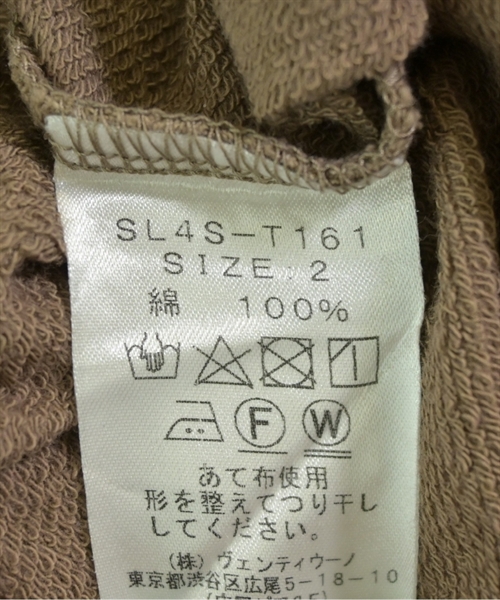 SL4S-T161
SIZE:2
綿 100%
F W
あて布使用
形を整えてつり干し
してください。
(株)ヴェンティウーノ
東京都渋谷区広尾5-18-10